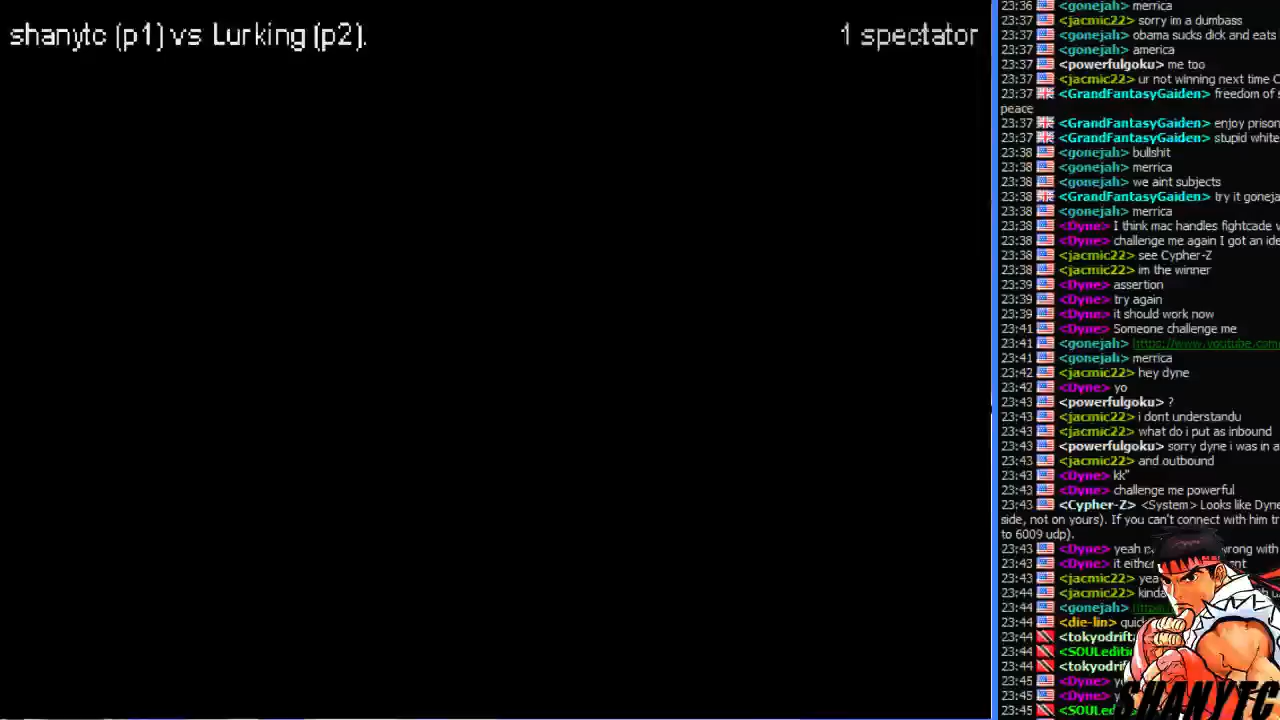 shanytc (p1) vs Lurking (p2).
1 spectator
23:36 <gonejah> merrica
23:37 <jacmic22> sorry im a dumbass
23:37 <gonejah> obama sucks dick and eats
23:37 <gonejah> america
23:37 <powerfulgoku> me too
23:37 <jacmic22> ur not winning next time
23:37 <GrandFantasyGaiden> freedom of
peace
23:37 <GrandFantasyGaiden> enjoy prison
23:37 <GrandFantasyGaiden> stupid white
23:38 <gonejah> bullshit
23:38 <gonejah> merrica
23:38 <gonejah> we aint subjects
23:38 <GrandFantasyGaiden> try it
23:38 <gonejah> merrica
23:38 <Dyne> I think mac handles fightcade
23:38 <Dyne> challenge me again I got an
23:38 <jacmic22> see Cypher-Z
23:38 <jacmic22> im the winner
23:39 <Dyne> assertion
23:39 <Dyne> try again
23:39 <Dyne> it should work now
23:41 <Dyne> Someone challenge me
23:41 <gonejah> https://www.youtube.com/
23:41 <gonejah> merrica
23:42 <jacmic22> hey dyne
23:42 <Dyne> yo
23:43 <powerfulgoku> ?
23:43 <jacmic22> i dont understandu
23:43 <jacmic22> what do i put as inbound
23:43 <powerfulgoku> sorry dyne i was in a
23:43 <jacmic22> and outbound
23:43 <Dyne> kk"
23:43 <Dyne> challenge me powerful
23:43 <Cypher-Z> <System> Looks like Dyne
side, not on yours). If you can't connect with him
to 6009 udp).
23:43 <Dyne> yeah
23:43 <Dyne> it
23:43 <jacmic22>
23:44 <jacmic22>
23:44 <gonejah>
23:44 <die-lin>
23:44
23:44
23:44
23:45 <Dyne>
23:45 <Dyne>
23:45